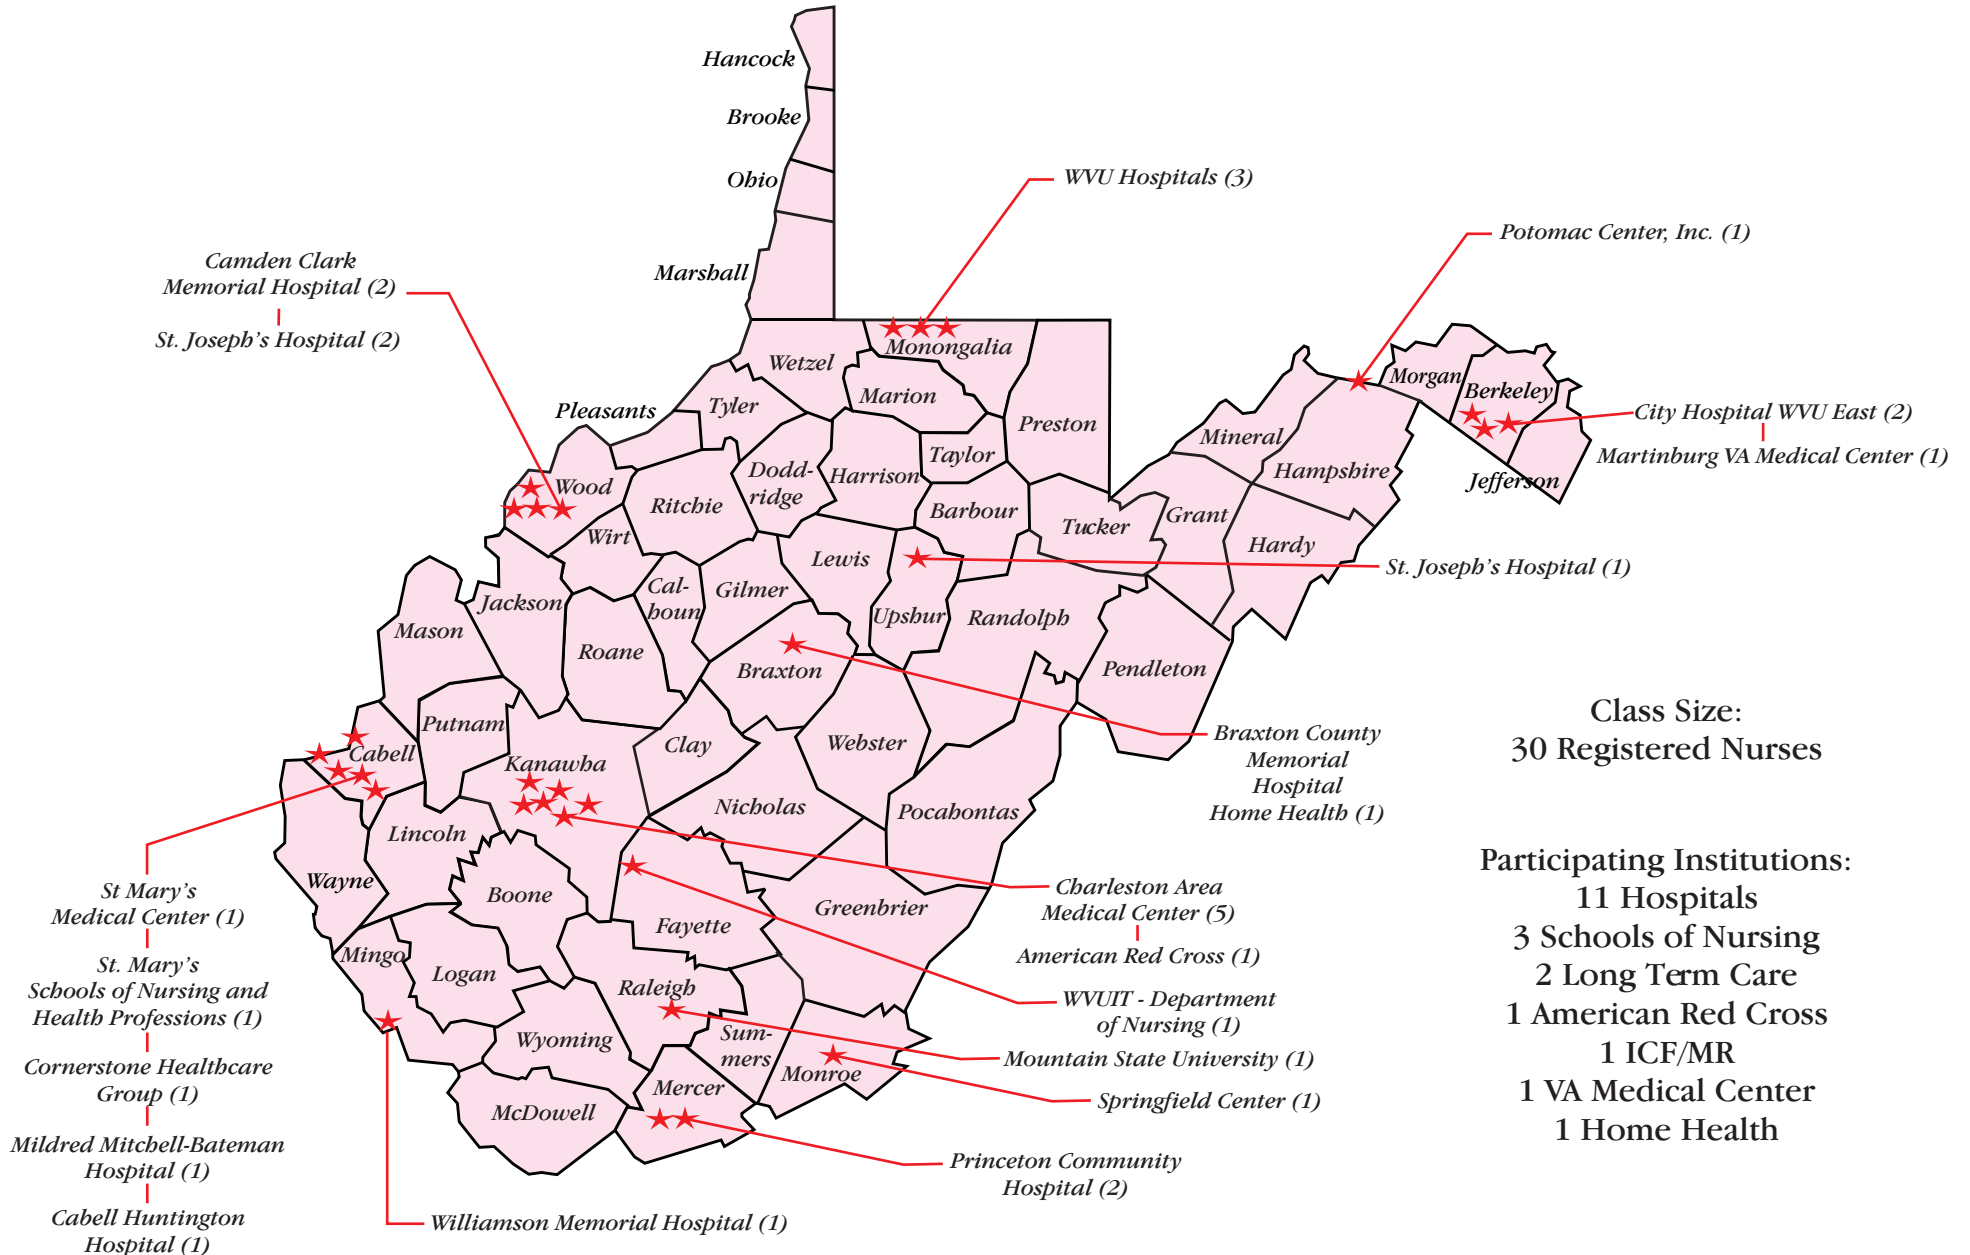 Hancock
Brooke
Ohio
WVU Hospitals (3)
Potomac Center, Inc. (1)
Camden Clark
Memorial Hospital (2)
St. Joseph's Hospital (2)
Marshall
Monongalia
Wetzel
Marion
Morgan
Berkeley
City Hospital WVU East (2)
Martinburg VA Medical Center (1)
Jefferson
Pleasants
Tyler
Preston
Mineral
Hampshire
Taylor
Harrison
Dodd-
ridge
Wood
Ritchie
Barbour
Tucker
Grant
Hardy
Wirt
Lewis
St. Joseph's Hospital (1)
Jackson
Cal-
houn
Gilmer
Upshur
Randolph
Mason
Roane
Braxton
Pendleton
Putnam
Cabell
Kanawha
Clay
Webster
Braxton County
Memorial
Hospital
Home Health (1)
Class Size:
30 Registered Nurses
Nicholas
Pocahontas
Lincoln
Wayne
Boone
Fayette
Greenbrier
Charleston Area
Medical Center (5)
American Red Cross (1)
Participating Institutions:
11 Hospitals
3 Schools of Nursing
2 Long Term Care
1 American Red Cross
1 ICF/MR
1 VA Medical Center
1 Home Health
St Mary's
Medical Center (1)
St. Mary's
Schools of Nursing and
Health Professions (1)
Cornerstone Healthcare
Group (1)
Mildred Mitchell-Bateman
Hospital (1)
Cabell Huntington
Hospital (1)
Mingo
Logan
Raleigh
WVUIT - Department
of Nursing (1)
Wyoming
Sum-
mers
Mountain State University (1)
Monroe
Mercer
McDowell
Springfield Center (1)
Princeton Community
Hospital (2)
Williamson Memorial Hospital (1)